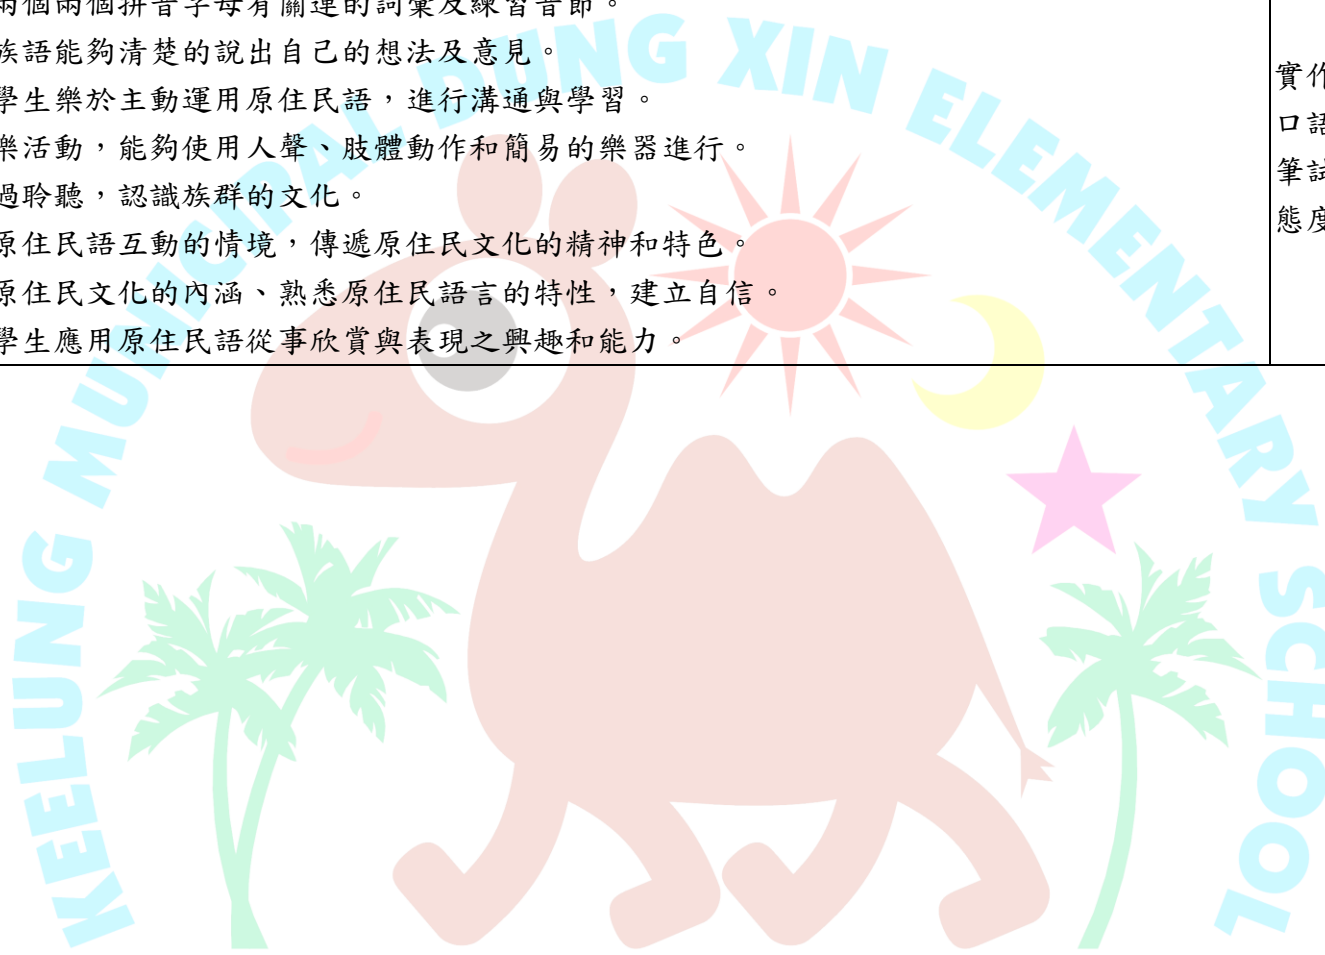 兩個兩個拼音字母有關連的詞彙及練習音節。
族語能夠清楚的說出自己的想法及意見。
學生樂於主動運用原住民語，進行溝通與學習。
樂活動，能夠使用人聲、肢體動作和簡易的樂器進行。
過聆聽，認識族群的文化。
原住民語互動的情境，傳遞原住民文化的精神和特色。
原住民文化的內涵、熟悉原住民語言的特性，建立自信。
學生應用原住民語從事欣賞與表現之興趣和能力。
實作
口語
筆試
態度
KEELUNG MUNICIPAL DUNG XIN ELEMENTARY SCHOOL